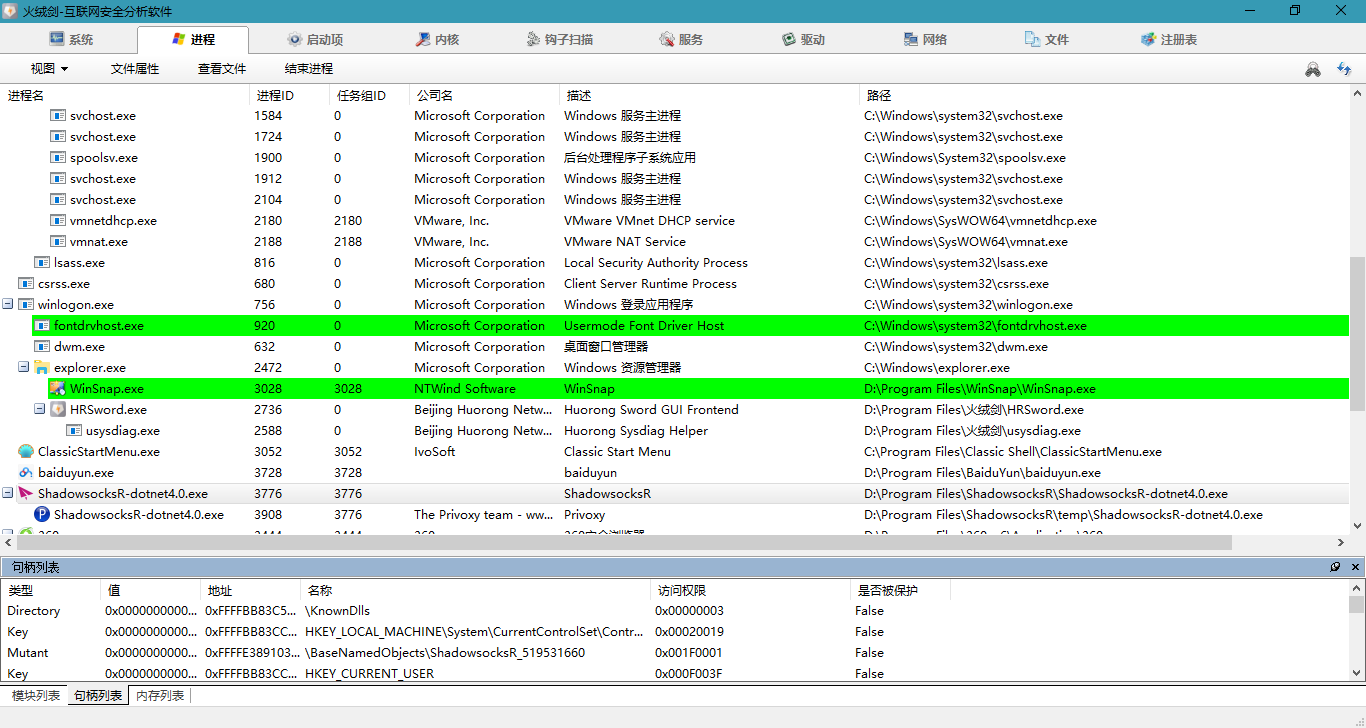 火绒剑-互联网安全分析软件
系统 进程 启动项 内核 钩子扫描 服务 驱动 网络 文件 注册表
视图 文件属性 查看文件 结束进程
进程名 进程ID 任务组ID 公司名 描述 路径
svchost.exe 1584 0 Microsoft Corporation Windows 服务主进程 C:\Windows\system32\svchost.exe
svchost.exe 1724 0 Microsoft Corporation Windows 服务主进程 C:\Windows\system32\svchost.exe
spoolsv.exe 1900 0 Microsoft Corporation 后台处理程序子系统应用 C:\Windows\System32\spoolsv.exe
svchost.exe 1912 0 Microsoft Corporation Windows 服务主进程 C:\Windows\system32\svchost.exe
svchost.exe 2104 0 Microsoft Corporation Windows 服务主进程 C:\Windows\system32\svchost.exe
vmnetdhcp.exe 2180 2180 VMware, Inc. VMware VMnet DHCP service C:\Windows\SysWOW64\vmnetdhcp.exe
vmnat.exe 2188 2188 VMware, Inc. VMware NAT Service C:\Windows\SysWOW64\vmnat.exe
lsass.exe 816 0 Microsoft Corporation Local Security Authority Process C:\Windows\system32\lsass.exe
csrss.exe 680 0 Microsoft Corporation Client Server Runtime Process C:\Windows\system32\csrss.exe
winlogon.exe 756 0 Microsoft Corporation Windows 登录应用程序 C:\Windows\system32\winlogon.exe
fontdrvhost.exe 920 0 Microsoft Corporation Usermode Font Driver Host C:\Windows\system32\fontdrvhost.exe
dwm.exe 632 0 Microsoft Corporation 桌面窗口管理器 C:\Windows\system32\dwm.exe
explorer.exe 2472 0 Microsoft Corporation Windows 资源管理器 C:\Windows\explorer.exe
WinSnap.exe 3028 3028 NTWind Software WinSnap D:\Program Files\WinSnap\WinSnap.exe
HRSword.exe 2736 0 Beijing Huorong Netw... Huorong Sword GUI Frontend D:\Program Files\火绒剑\HRSword.exe
usysdiag.exe 2588 0 Beijing Huorong Netw... Huorong Sysdiag Helper D:\Program Files\火绒剑\usysdiag.exe
ClassicStartMenu.exe 3052 3052 IvoSoft Classic Start Menu C:\Program Files\Classic Shell\ClassicStartMenu.exe
baiduyun.exe 3728 3728 baiduyun D:\Program Files\BaiduYun\baiduyun.exe
ShadowsocksR-dotnet4.0.exe 3776 3776 ShadowsocksR D:\Program Files\ShadowsocksR\ShadowsocksR-dotnet4.0.exe
ShadowsocksR-dotnet4.0.exe 3908 3776 The Privoxy team - ww... Privoxy D:\Program Files\ShadowsocksR\temp\ShadowsocksR-dotnet4.0.exe
句柄列表
类型 值 地址 名称 访问权限 是否被保护
Directory 0x0000000000... 0xFFFFBB83C5... \KnownDlls 0x00000003 False
Key 0x0000000000... 0xFFFFBB83CC... HKEY_LOCAL_MACHINE\System\CurrentControlSet\Contr... 0x00020019 False
Mutant 0x0000000000... 0xFFFFE389103... \BaseNamedObjects\ShadowsocksR_519531660 0x001F0001 False
Key 0x0000000000... 0xFFFFBB83CC... HKEY_CURRENT_USER 0x000F003F False
模块列表 句柄列表 内存列表